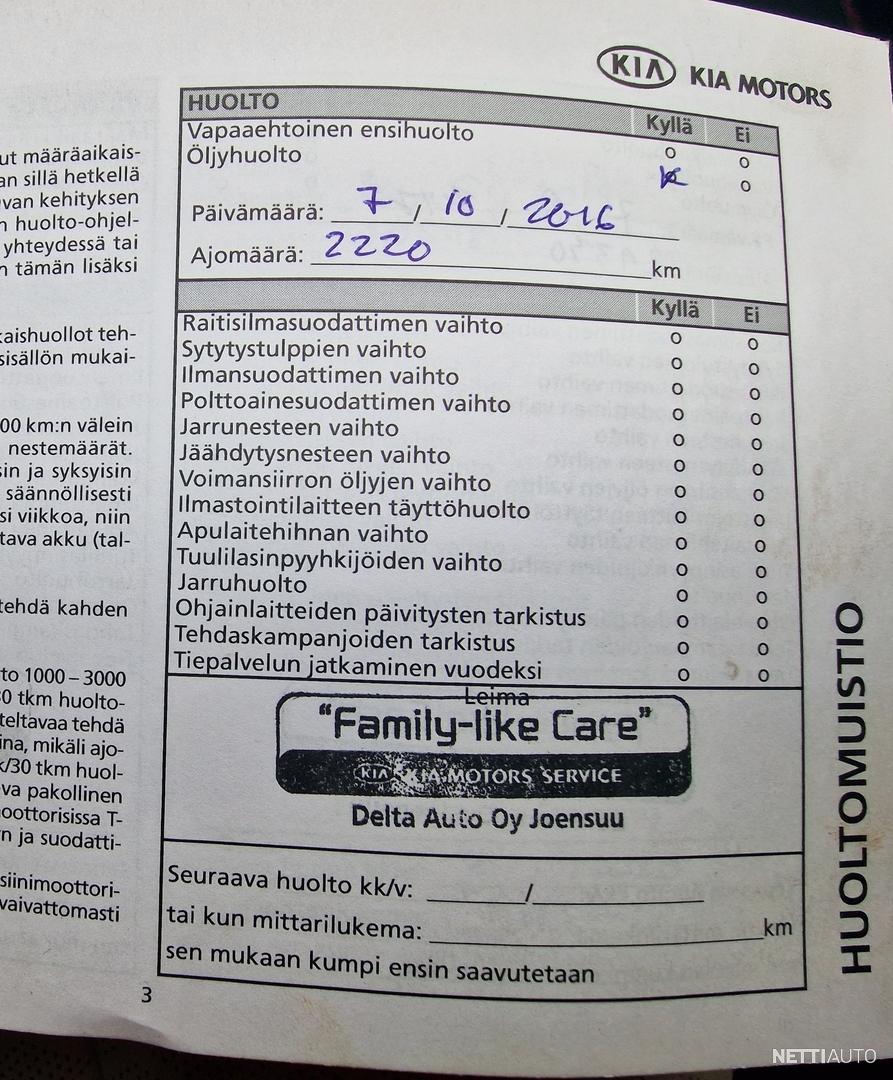 KIA KIA MOTORS
ut määräaikais-
an sillä hetkellä
van kehityksen
n huolto-ohjel-
yhteydessä tai
n tämän lisäksi
kaishuollot teh-
sisällön mukai-
00 km:n välein
nestemäärät.
sin ja syksyisin
säännöllisesti
si viikkoa, niin
tava akku (tal-
tehdä kahden
to 1000 – 3000
30 tkm huolto-
teltavaa tehdä
ina, mikäli ajo-
k/30 tkm huol-
va pakollinen
moottorisissa T-
n ja suodatti-
siinimoottori-
vaivattomasti
3
HUOLTO Kyllä Ei
Vapaaehtoinen ensihuolto o o
Öljyhuolto x o
Päivämäärä: 7 / 10 / 2016
Ajomäärä: 2220 km
Kyllä Ei
Raitisilmasuodattimen vaihto o o
Sytytystulppien vaihto o o
Ilmansuodattimen vaihto o o
Polttoainesuodattimen vaihto o o
Jarrunesteen vaihto o o
Jäähdytysnesteen vaihto o o
Voimansiirron öljyjen vaihto o o
Ilmastointilaitteen täyttöhuolto o o
Apulaitehihnan vaihto o o
Tuulilasinpyyhkijöiden vaihto o o
Jarruhuolto o o
Ohjainlaitteiden päivitysten tarkistus o o
Tehdaskampanjoiden tarkistus o o
Tiepalvelun jatkaminen vuodeksi o o
Leima
"Family-like Care"
KIA KIA MOTORS SERVICE
Delta Auto Oy Joensuu
Seuraava huolto kk/v: /
tai kun mittarilukema: km
sen mukaan kumpi ensin saavutetaan
HUOLTOMUISTIO
NETTIAUTO